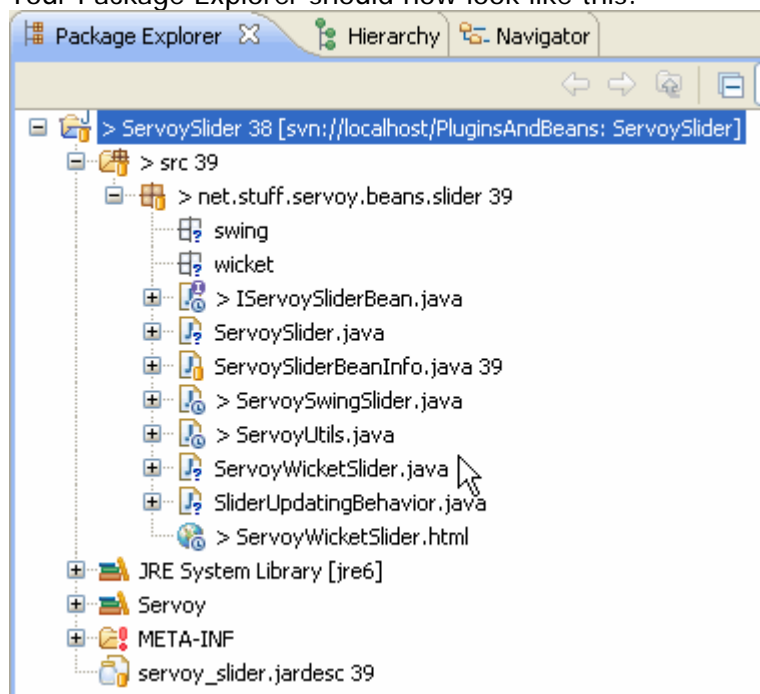 Your Package Explorer should now look like this:
Package Explorer Hierarchy Navigator
> ServoySlider 38 [svn://localhost/PluginsAndBeans: ServoySlider]
> src 39
> net.stuff.servoy.beans.slider 39
swing
wicket
> IServoySliderBean.java
ServoySlider.java
ServoySliderBeanInfo.java 39
> ServoySwingSlider.java
> ServoyUtils.java
ServoyWicketSlider.java
SliderUpdatingBehavior.java
> ServoyWicketSlider.html
JRE System Library [jre6]
Servoy
META-INF
servoy_slider.jardesc 39